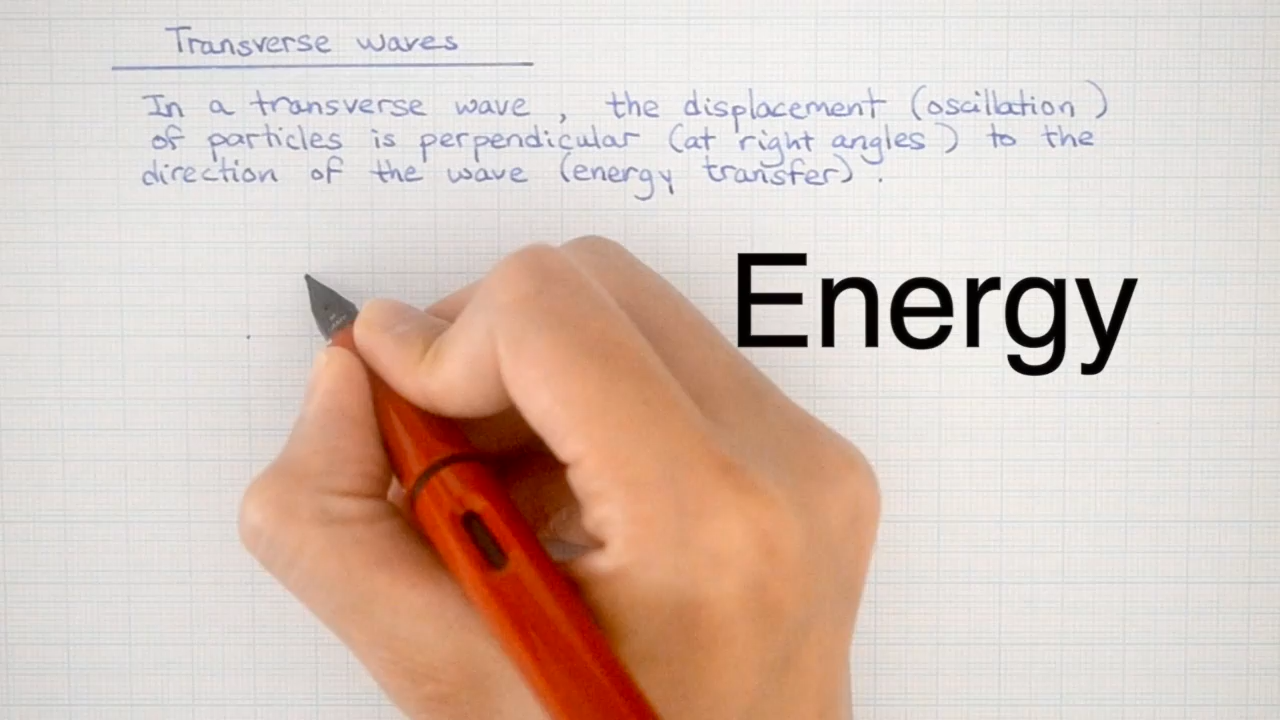 Transverse waves
In a transverse wave , the displacement (oscillation )
of particles is perpendicular (at right angles ) to the
direction of the wave (energy transfer) .
Energy